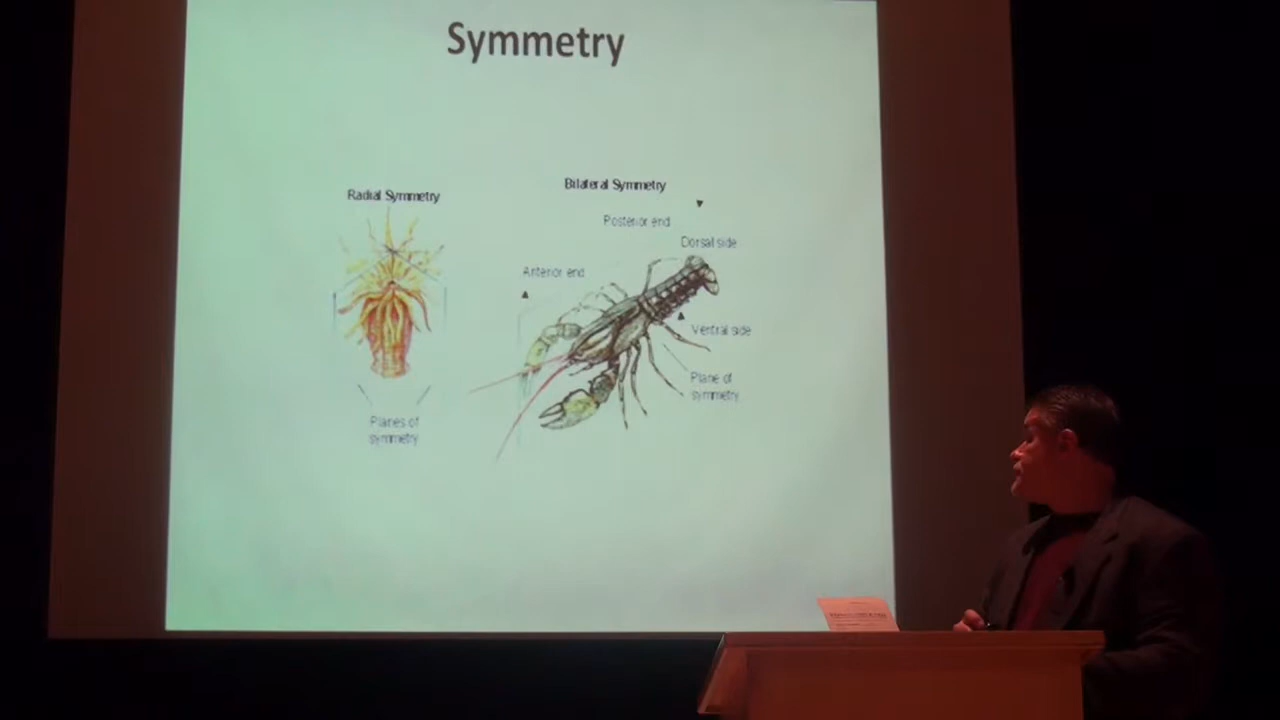 Symmetry
Radial Symmetry
Planes of
symmetry
Bilateral Symmetry
Posterior end
Dorsal side
Anterior end
Ventral side
Plane of
symmetry